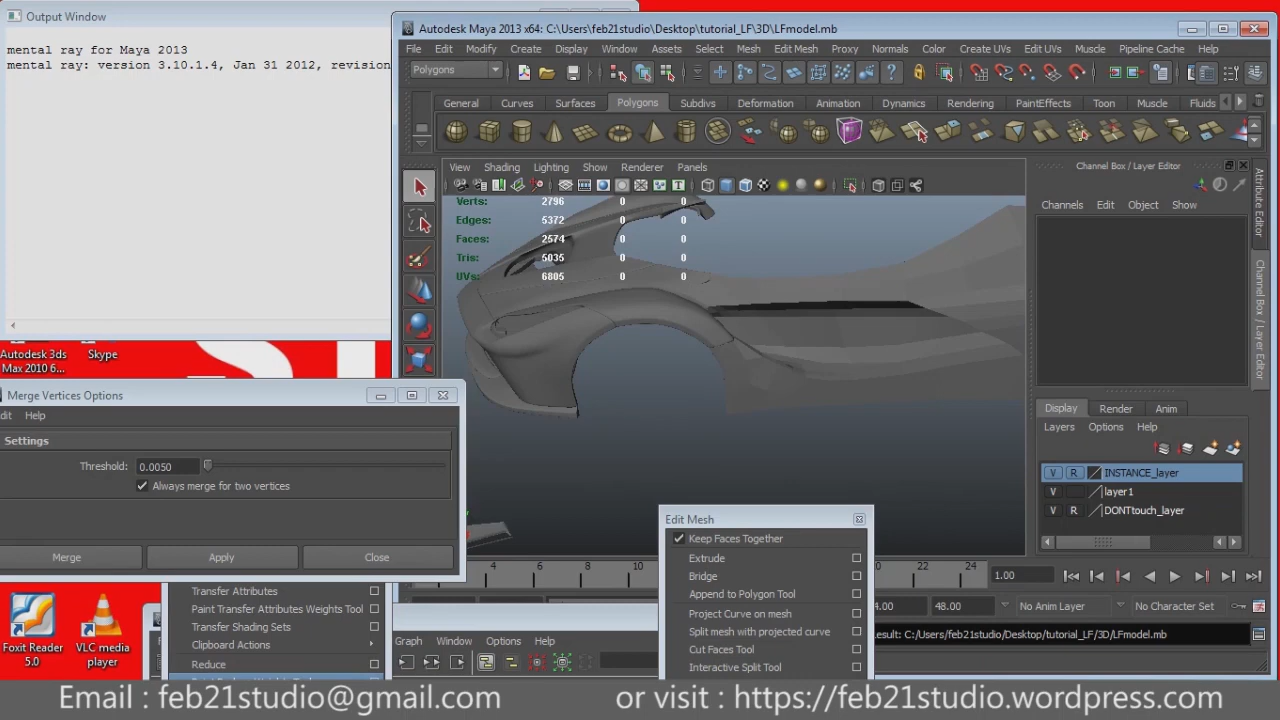 Output Window
mental ray for Maya 2013
mental ray: version 3.10.1.4, Jan 31 2012, revision
Autodesk Maya 2013 x64: C:\Users\feb21studio\Desktop\tutorial_LF\3D\LFmodel.mb
File Edit Modify Create Display Window Assets Select Mesh Edit Mesh Proxy Normals Color Create UVs Edit UVs Muscle Pipeline Cache Help
Polygons
General Curves Surfaces Polygons Subdivs Deformation Animation Dynamics Rendering PaintEffects Toon Muscle Fluids
View Shading Lighting Show Renderer Panels
Verts: 2796 0 0
Edges: 5372 0 0
Faces: 2574 0 0
Tris: 5035 0 0
UVs: 6805 0 0
Channel Box / Layer Editor
Channels Edit Object Show
Attribute Editor
Channel Box / Layer Editor
Display Render Anim
Layers Options Help
V R INSTANCE_layer
V layer1
V R DONTtouch_layer
Autodesk 3ds Max 2010 6...
Skype
Merge Vertices Options
dit Help
Settings
Threshold: 0.0050
Always merge for two vertices
Merge Apply Close
Transfer Attributes
Paint Transfer Attributes Weights Tool
Transfer Shading Sets
Clipboard Actions
Reduce
Foxit Reader 5.0
VLC media player
Edit Mesh
Keep Faces Together
Extrude
Bridge
Append to Polygon Tool
Project Curve on mesh
Split mesh with projected curve
Cut Faces Tool
Interactive Split Tool
4 6 8 10 22 24
1.00
4.00 48.00 No Anim Layer No Character Set
esult: C:/Users/feb21studio/Desktop/tutorial_LF/3D/LFmodel.mb
Graph Window Options Help
Email : feb21studio@gmail.com or visit : https://feb21studio.wordpress.com